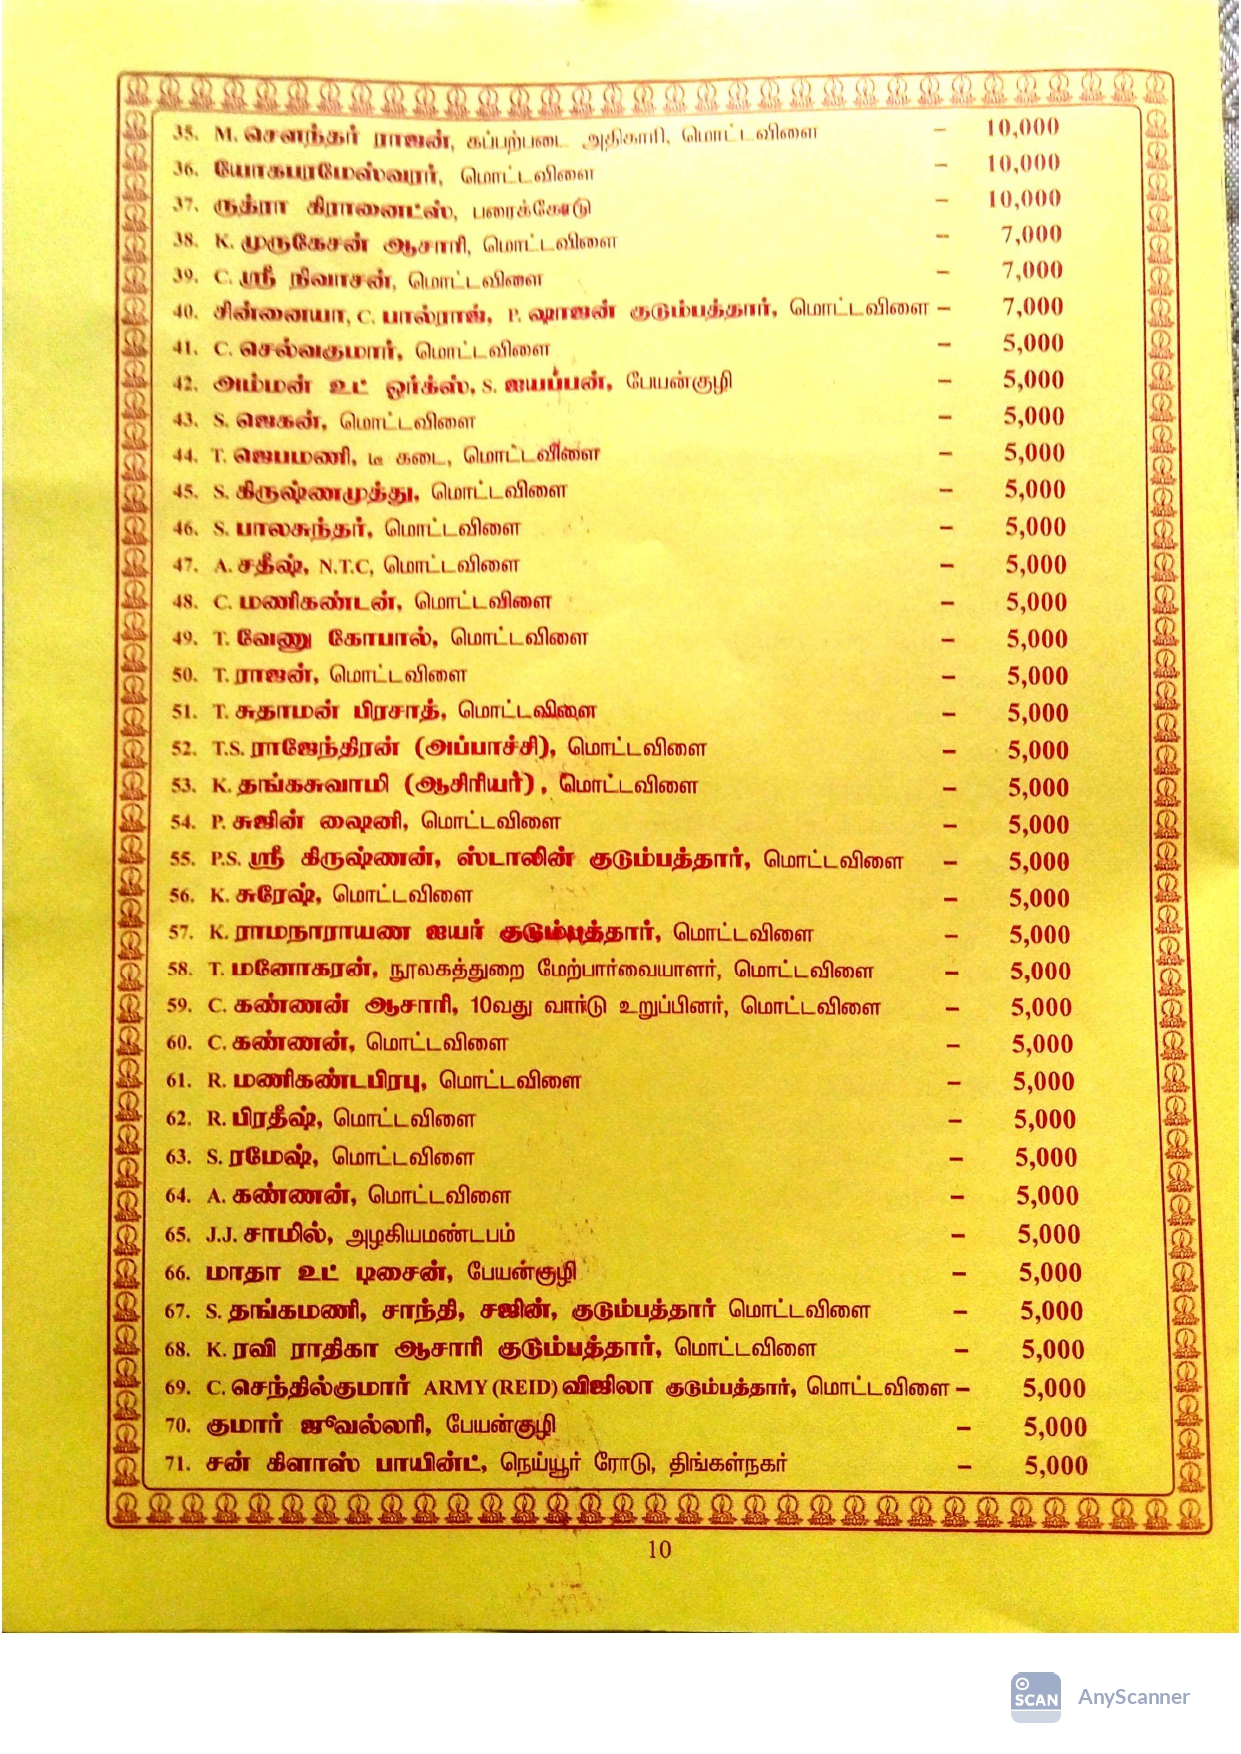 35. M. சௌந்தர் ராஜன், கப்பற்படை அதிகாரி, மொட்டவிளை – 10,000
36. யோகபரமேஸ்வரர், மொட்டவிளை – 10,000
37. ருத்ரா கிரானைட்ஸ், பரைக்கோடு – 10,000
38. K. முருகேசன் ஆசாரி, மொட்டவிளை – 7,000
39. C. ஸ்ரீ நிவாசன், மொட்டவிளை – 7,000
40. சின்னையா, C. பால்ராஜ், P. ஷாஜன் குடும்பத்தார், மொட்டவிளை – 7,000
41. C. செல்வகுமார், மொட்டவிளை – 5,000
42. அம்மன் உட் ஒர்க்ஸ், S. ஐயப்பன், பேயன்குழி – 5,000
43. S. ஜெகன், மொட்டவிளை – 5,000
44. T. ஜெபமணி, டீ கடை, மொட்டவிளை – 5,000
45. S. கிருஷ்ணமுத்து, மொட்டவிளை – 5,000
46. S. பாலசுந்தர், மொட்டவிளை – 5,000
47. A. சதீஷ், N.T.C, மொட்டவிளை – 5,000
48. C. மணிகண்டன், மொட்டவிளை – 5,000
49. T. வேணு கோபால், மொட்டவிளை – 5,000
50. T. ராஜன், மொட்டவிளை – 5,000
51. T. சுதாமன் பிரசாத், மொட்டவிளை – 5,000
52. T.S. ராஜேந்திரன் (அப்பாச்சி), மொட்டவிளை – 5,000
53. K. தங்கசுவாமி (ஆசிரியர்), மொட்டவிளை – 5,000
54. P. சுஜின் ஷைனி, மொட்டவிளை – 5,000
55. P.S. ஸ்ரீ கிருஷ்ணன், ஸ்டாலின் குடும்பத்தார், மொட்டவிளை – 5,000
56. K. சுரேஷ், மொட்டவிளை – 5,000
57. K. ராமநாராயண ஐயர் குடும்பத்தார், மொட்டவிளை – 5,000
58. T. மனோகரன், நூலகத்துறை மேற்பார்வையாளர், மொட்டவிளை – 5,000
59. C. கண்ணன் ஆசாரி, 10வது வார்டு உறுப்பினர், மொட்டவிளை – 5,000
60. C. கண்ணன், மொட்டவிளை – 5,000
61. R. மணிகண்டபிரபு, மொட்டவிளை – 5,000
62. R. பிரதீஷ், மொட்டவிளை – 5,000
63. S. ரமேஷ், மொட்டவிளை – 5,000
64. A. கண்ணன், மொட்டவிளை – 5,000
65. J.J. சாமில், அழகியமண்டபம் – 5,000
66. மாதா உட் டிசைன், பேயன்குழி – 5,000
67. S. தங்கமணி, சாந்தி, சஜின், குடும்பத்தார் மொட்டவிளை – 5,000
68. K. ரவி ராதிகா ஆசாரி குடும்பத்தார், மொட்டவிளை – 5,000
69. C. செந்தில்குமார் ARMY (REID) விஜிலா குடும்பத்தார், மொட்டவிளை – 5,000
70. குமார் ஜூவல்லரி, பேயன்குழி – 5,000
71. சன் கிளாஸ் பாயின்ட், நெய்யூர் ரோடு, திங்கள்நகர் – 5,000
10
SCAN AnyScanner